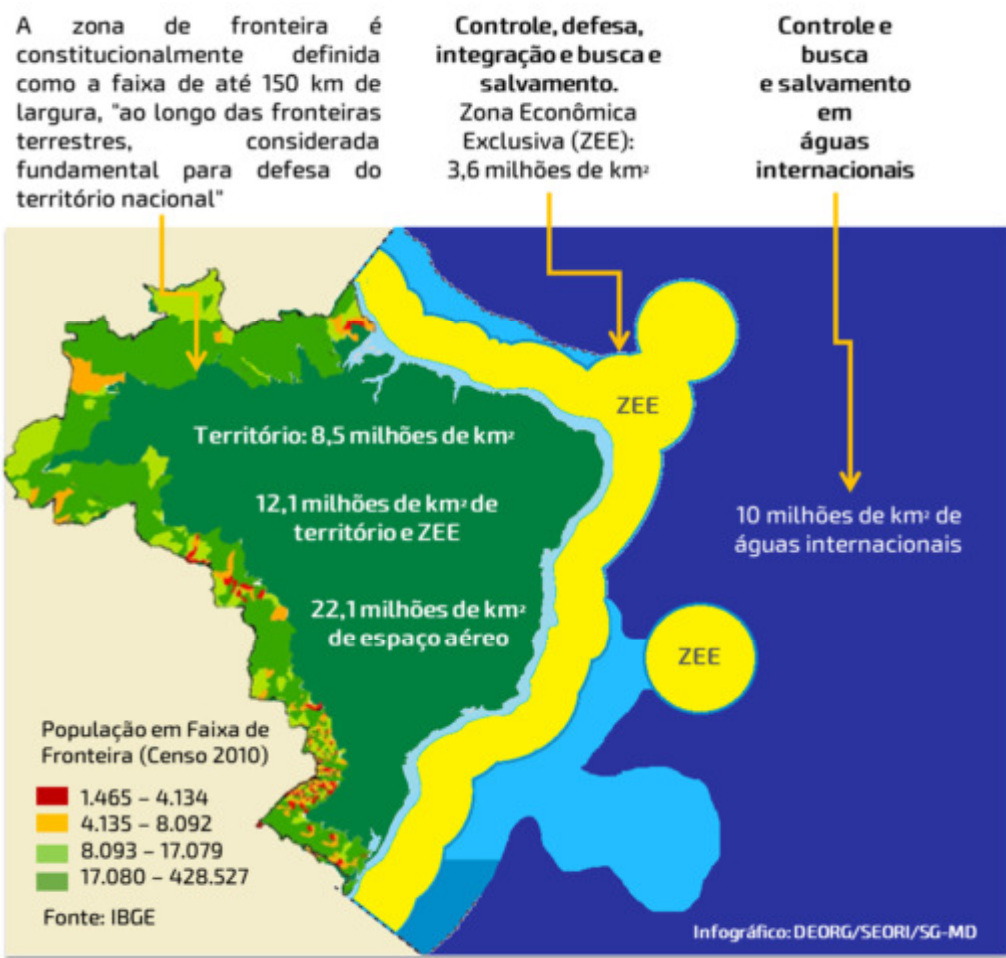 A zona de fronteira é
constitucionalmente definida
como a faixa de até 150 km de
largura, "ao longo das fronteiras
terrestres, considerada
fundamental para defesa do
território nacional"
Controle, defesa,
integração e busca e
salvamento.
Zona Econômica
Exclusiva (ZEE):
3,6 milhões de km²
Controle e
busca
e salvamento
em
águas
internacionais
ZEE
Território: 8,5 milhões de km²
12,1 milhões de km² de
território e ZEE
22,1 milhões de km²
de espaço aéreo
10 milhões de km² de
águas internacionais
ZEE
População em Faixa de
Fronteira (Censo 2010)
1.465 – 4.134
4.135 – 8.092
8.093 – 17.079
17.080 – 428.527
Fonte: IBGE
Infográfico: DEORG/SEORI/SG-MD